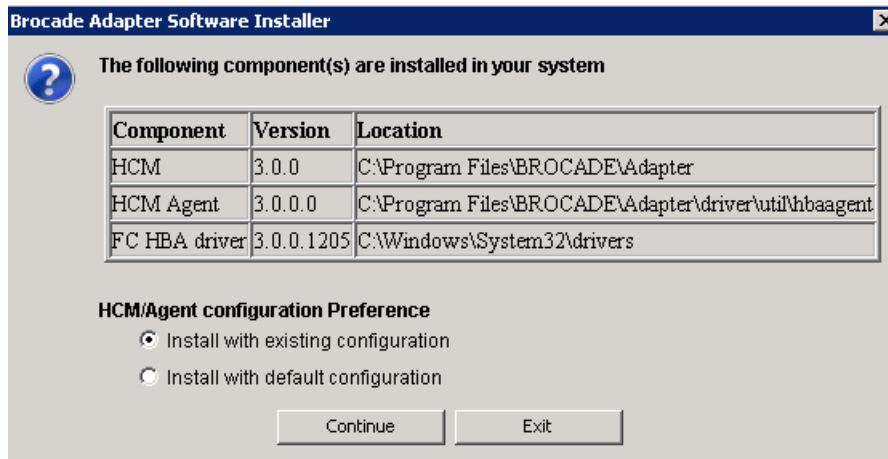 Brocade Adapter Software Installer
The following component(s) are installed in your system
Component Version Location
HCM 3.0.0 C:\Program Files\BROCADE\Adapter
HCM Agent 3.0.0.0 C:\Program Files\BROCADE\Adapter\driver\util\hbaagent
FC HBA driver 3.0.0.1205 C:\Windows\System32\drivers
HCM/Agent configuration Preference
Install with existing configuration
Install with default configuration
Continue Exit